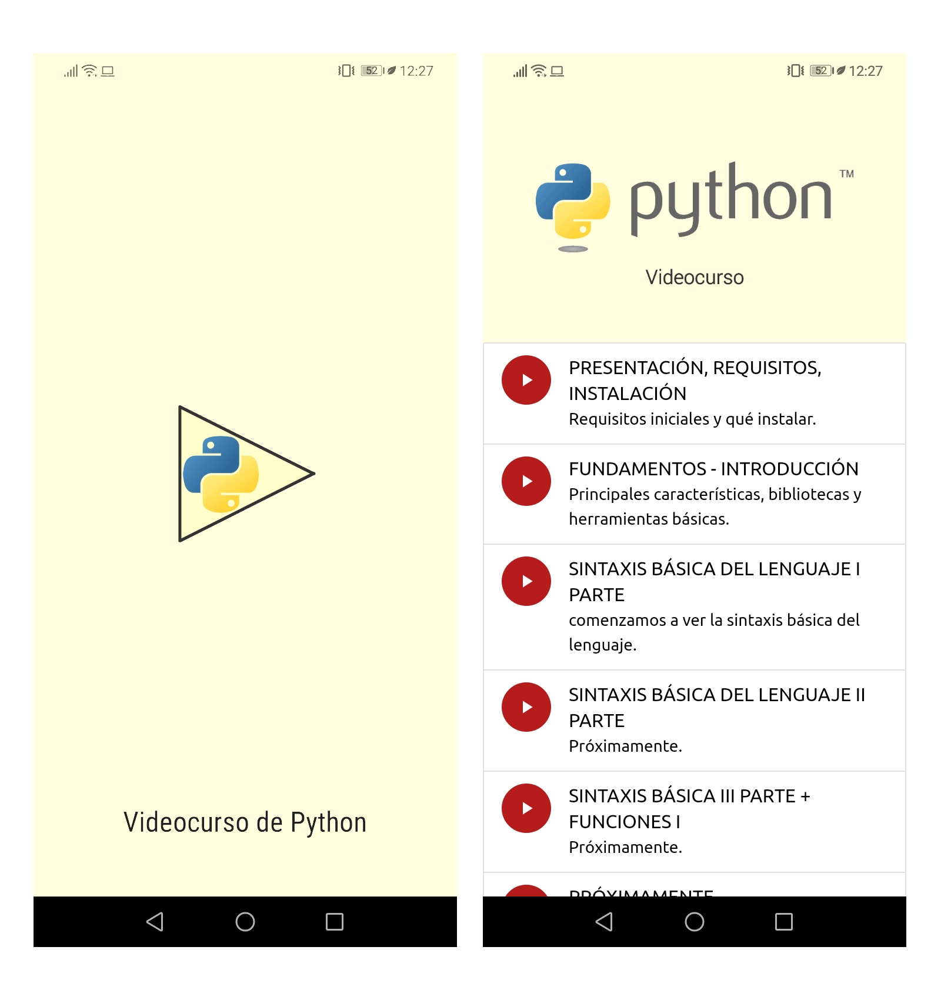 52 12:27
Videocurso de Python
52 12:27
python TM
Videocurso
PRESENTACIÓN, REQUISITOS,
INSTALACIÓN
Requisitos iniciales y qué instalar.
FUNDAMENTOS - INTRODUCCIÓN
Principales características, bibliotecas y
herramientas básicas.
SINTAXIS BÁSICA DEL LENGUAJE I
PARTE
comenzamos a ver la sintaxis básica del
lenguaje.
SINTAXIS BÁSICA DEL LENGUAJE II
PARTE
Próximamente.
SINTAXIS BÁSICA III PARTE +
FUNCIONES I
Próximamente.
PRÓXIMAMENTE